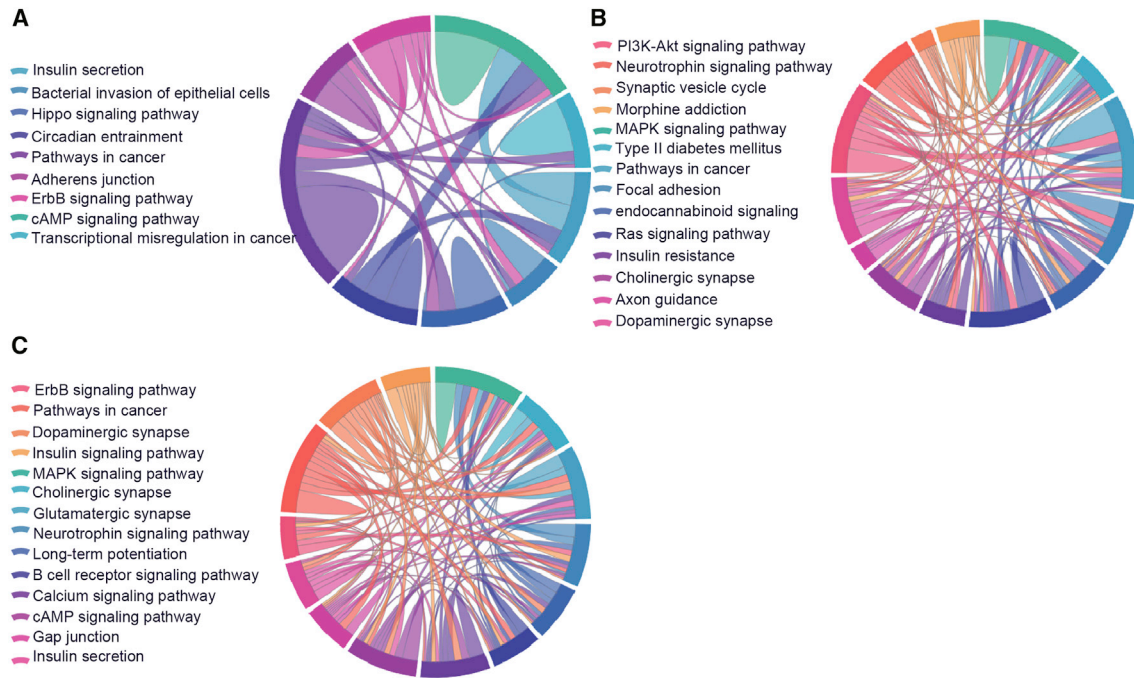 A
Insulin secretion
Bacterial invasion of epithelial cells
Hippo signaling pathway
Circadian entrainment
Pathways in cancer
Adherens junction
ErbB signaling pathway
cAMP signaling pathway
Transcriptional misregulation in cancer
B
PI3K-Akt signaling pathway
Neurotrophin signaling pathway
Synaptic vesicle cycle
Morphine addiction
MAPK signaling pathway
Type II diabetes mellitus
Pathways in cancer
Focal adhesion
endocannabinoid signaling
Ras signaling pathway
Insulin resistance
Cholinergic synapse
Axon guidance
Dopaminergic synapse
C
ErbB signaling pathway
Pathways in cancer
Dopaminergic synapse
Insulin signaling pathway
MAPK signaling pathway
Cholinergic synapse
Glutamatergic synapse
Neurotrophin signaling pathway
Long-term potentiation
B cell receptor signaling pathway
Calcium signaling pathway
cAMP signaling pathway
Gap junction
Insulin secretion